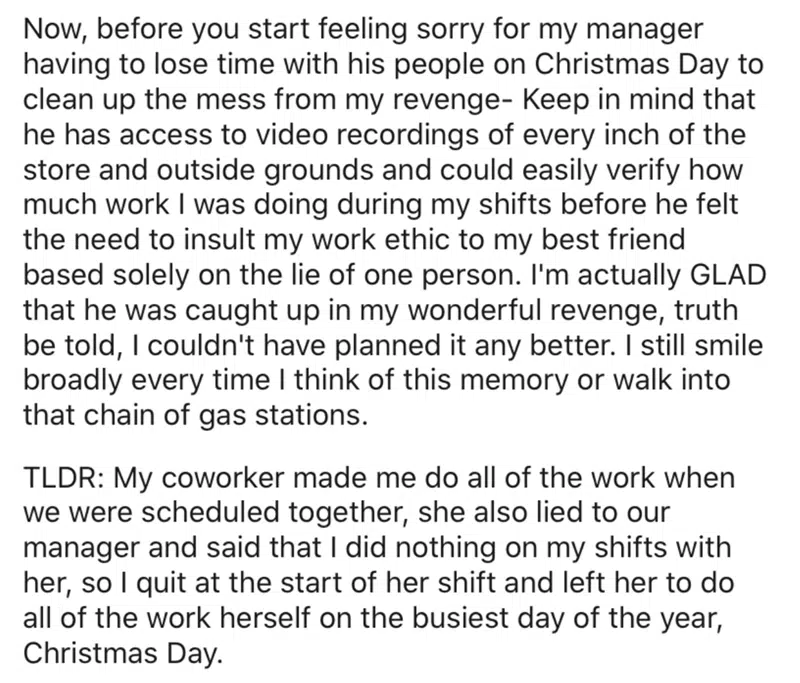 Now, before you start feeling sorry for my manager
having to lose time with his people on Christmas Day to
clean up the mess from my revenge- Keep in mind that
he has access to video recordings of every inch of the
store and outside grounds and could easily verify how
much work I was doing during my shifts before he felt
the need to insult my work ethic to my best friend
based solely on the lie of one person. I'm actually GLAD
that he was caught up in my wonderful revenge, truth
be told, I couldn't have planned it any better. I still smile
broadly every time I think of this memory or walk into
that chain of gas stations.
TLDR: My coworker made me do all of the work when
we were scheduled together, she also lied to our
manager and said that I did nothing on my shifts with
her, so I quit at the start of her shift and left her to do
all of the work herself on the busiest day of the year,
Christmas Day.